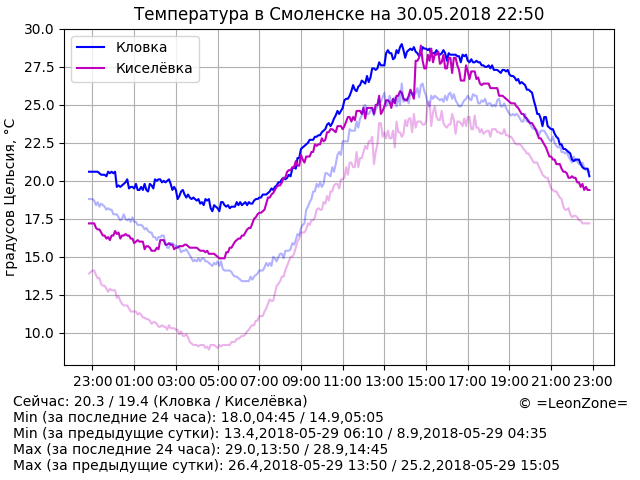 Температура в Смоленске на 30.05.2018 22:50
градусов Цельсия, °C
30.0
27.5
25.0
22.5
20.0
17.5
15.0
12.5
10.0
Кловка
Киселёвка
23:00 01:00 03:00 05:00 07:00 09:00 11:00 13:00 15:00 17:00 19:00 21:00 23:00
Сейчас: 20.3 / 19.4 (Кловка / Киселёвка)
© =LeonZone=
Min (за последние 24 часа): 18.0,04:45 / 14.9,05:05
Min (за предыдущие сутки): 13.4,2018-05-29 06:10 / 8.9,2018-05-29 04:35
Max (за последние 24 часа): 29.0,13:50 / 28.9,14:45
Max (за предыдущие сутки): 26.4,2018-05-29 13:50 / 25.2,2018-05-29 15:05